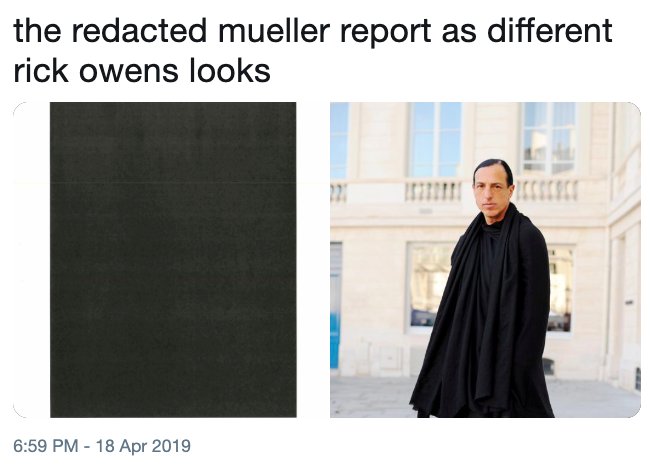 the redacted mueller report as different
rick owens looks
6:59 PM - 18 Apr 2019